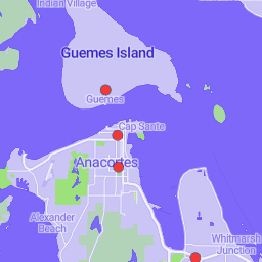 Indian Village
Guemes Island
Guemes
Cap Sante
Anacortes
Alexander
Beach
Whitmarsh
Junction